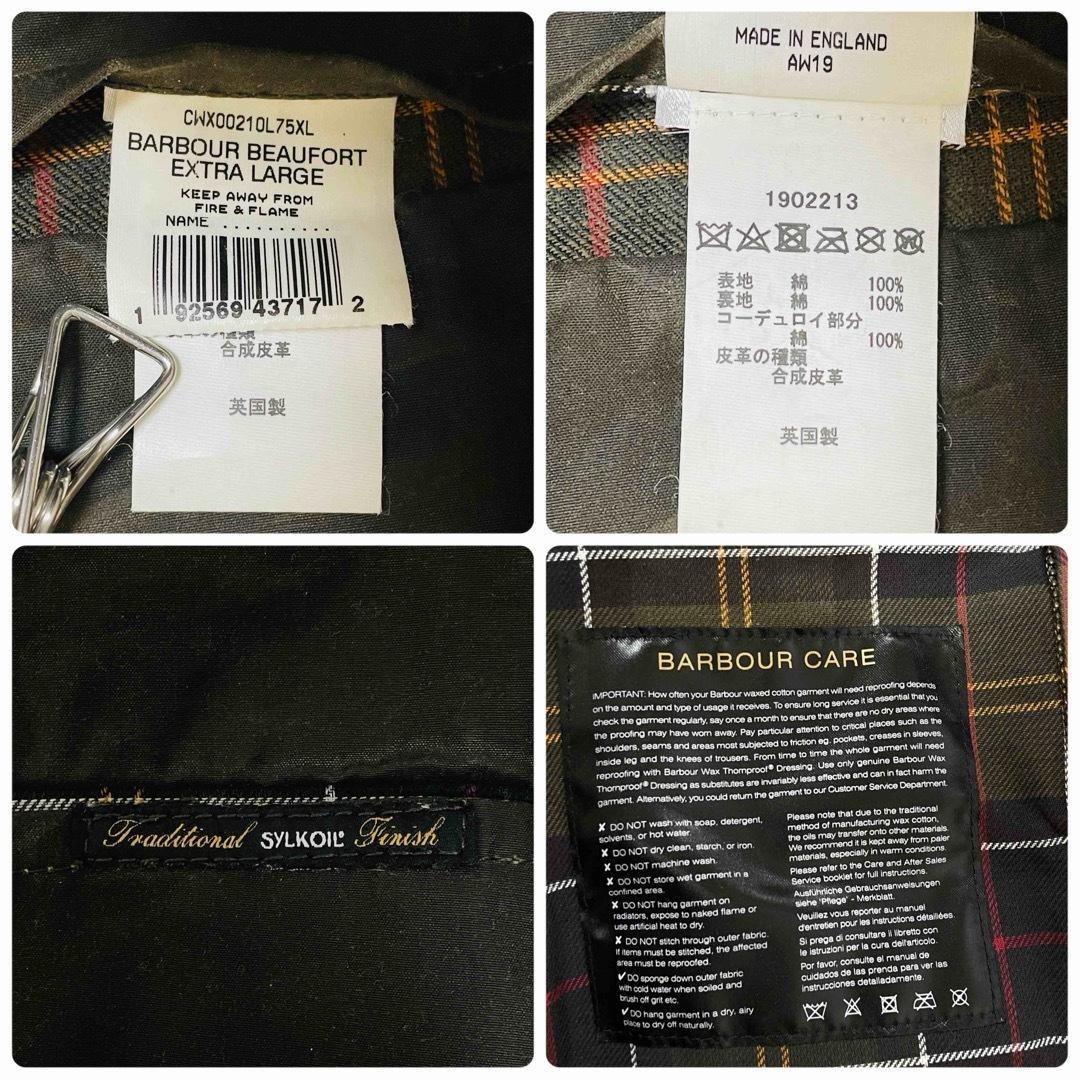 CWX00210L75XL
BARBOUR BEAUFORT
EXTRA LARGE
KEEP AWAY FROM
FIRE & FLAME
NAME ..........
1 92569 43717 2
皮革の種類
合成皮革
英国製
MADE IN ENGLAND
AW19
1902213
表地 綿 100%
裏地 綿 100%
コーデュロイ部分
綿 100%
皮革の種類
合成皮革
英国製
Traditional SYLKOIL® Finish
BARBOUR CARE
IMPORTANT: How often your Barbour waxed cotton garment will need reproofing depends
on the amount and type of usage it receives. To ensure long service it is essential that you
check the garment regularly, say once a month to ensure that there are no dry areas where
the proofing may have worn away. Pay particular attention to critical places such as the
shoulders, seams and areas most subjected to friction eg. pockets, creases in sleeves,
inside leg and the knees of trousers. From time to time the whole garment will need
reproofing with Barbour Wax Thornproof® Dressing. Use only genuine Barbour Wax
Thornproof® Dressing as substitutes are invariably less effective and can in fact harm the
garment. Alternatively, you could return the garment to our Customer Service Department.
✗ DO NOT wash with soap, detergent,
solvents, or hot water.
✗ DO NOT dry clean, starch, or iron.
✗ DO NOT machine wash.
✗ DO NOT store wet garment in a
confined area.
✗ DO NOT hang garment on
radiators, expose to naked flame or
use artificial heat to dry.
✗ DO NOT stitch through outer fabric.
If items must be stitched, the affected
area must be reproofed.
✓ DO sponge down outer fabric
with cold water when soiled and
brush off grit etc.
✓ DO hang garment in a dry, airy
place to dry off naturally.
Please note that due to the traditional
method of manufacturing wax cotton,
the oils may transfer onto other materials.
We recommend it is kept away from paler
materials, especially in warm conditions.
Please refer to the Care and After Sales
Service booklet for full instructions.
Ausführliche Gebrauchsanweisungen
siehe 'Pflege' - Merkblatt.
Veuillez vous reporter au manuel
d'entretien pour les instructions détaillées.
Si prega di consultare il libretto con
le istruzioni per la cura dell'articolo.
Por favor, consulte el manual de
cuidados de las prenda para ver las
instrucciones detalladamente.